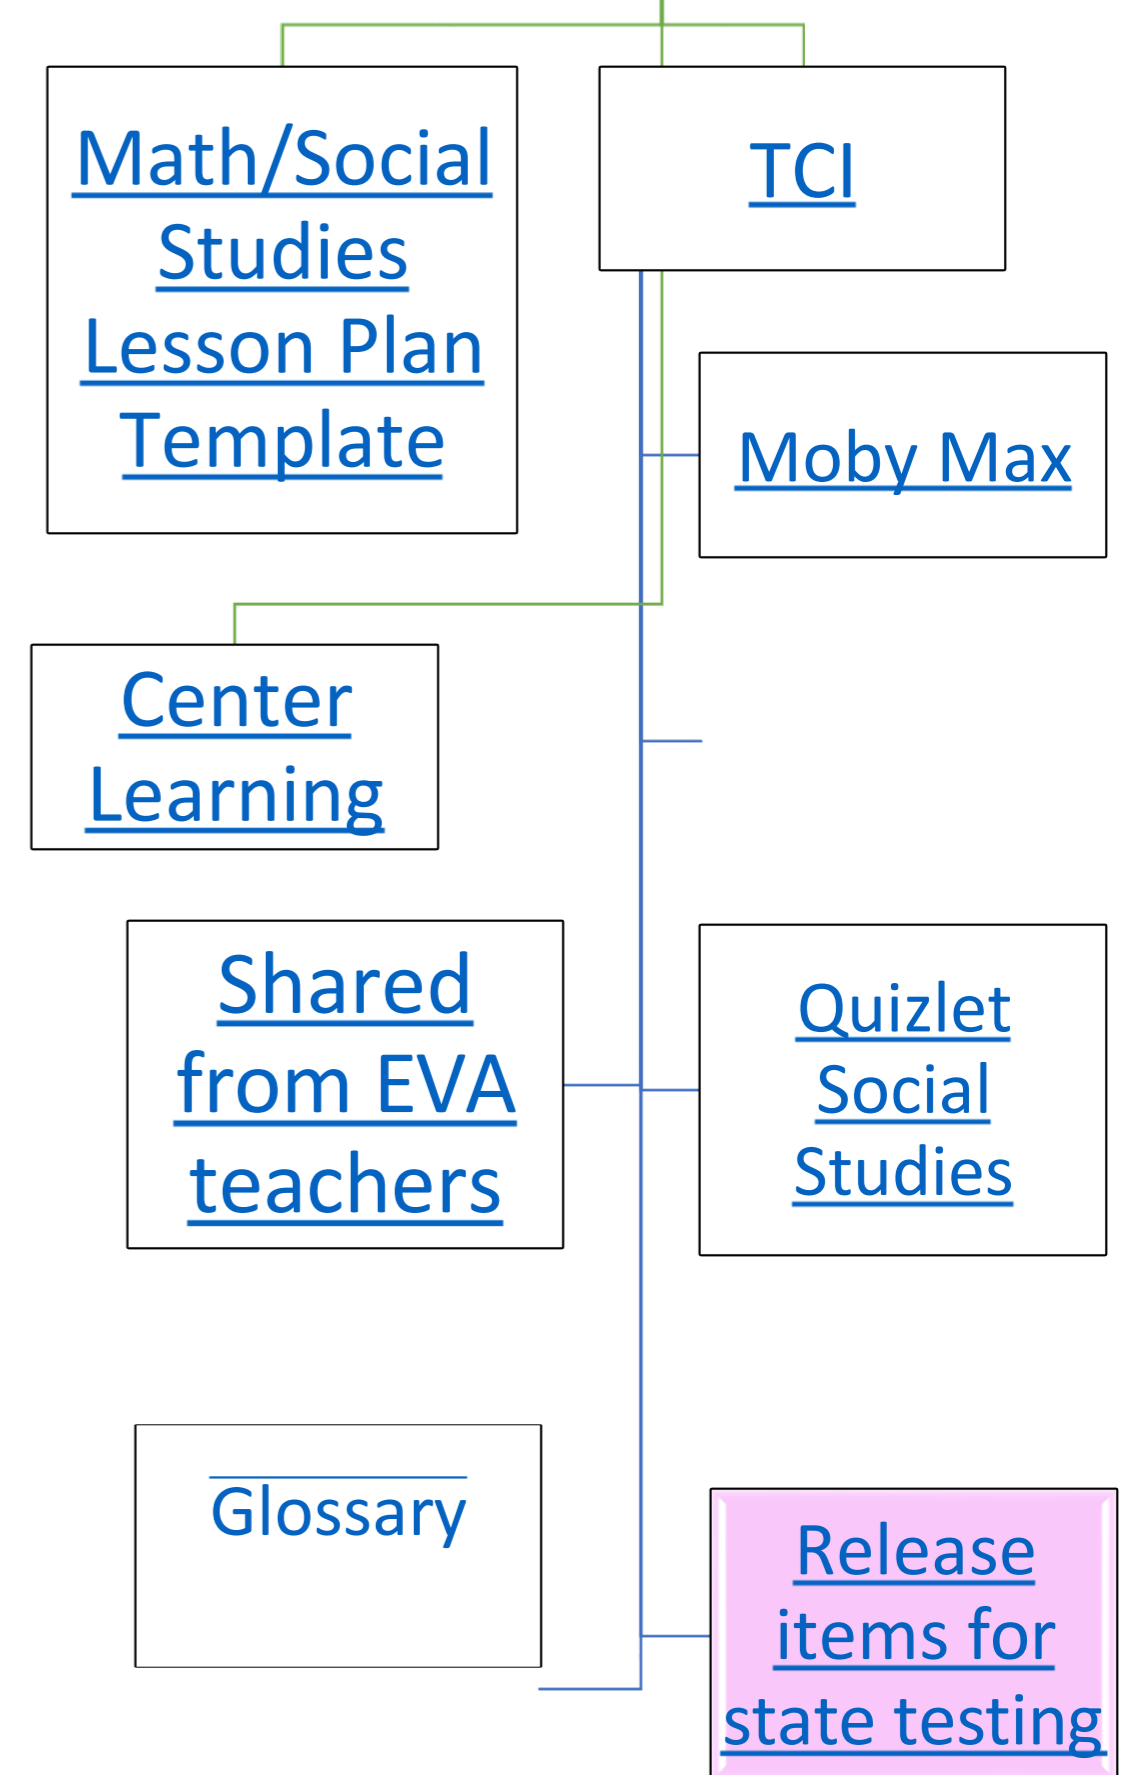 Math/Social
Studies
Lesson Plan
Template
TCI
Moby Max
Center
Learning
Shared
from EVA
teachers
Quizlet
Social
Studies
Glossary
Release
items for
state testing